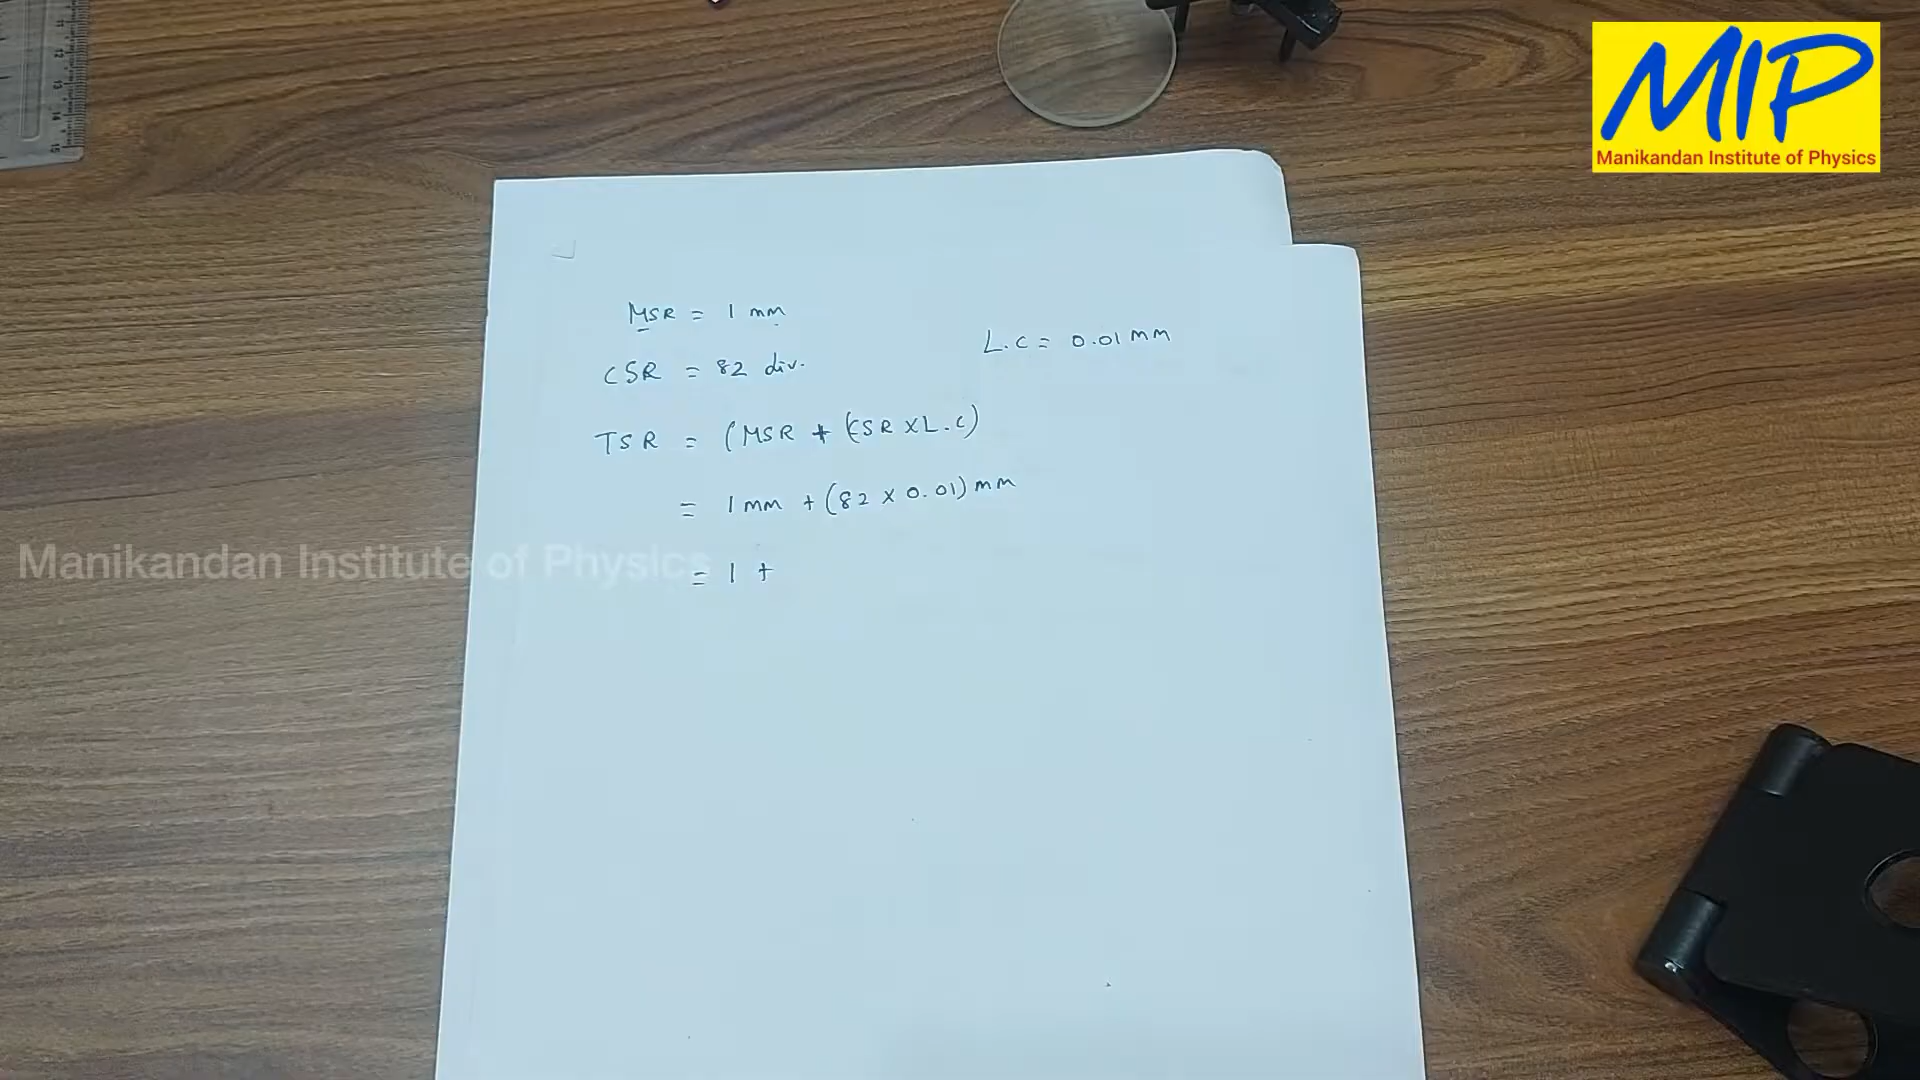 MIP
Manikandan Institute of Physics
MSR = 1 mm
L.C = 0.01 mm
CSR = 82 div.
TSR = (MSR + (CSR X L.C)
= 1 mm + (82 X 0.01) mm
Manikandan Institute of Physics
= 1 +